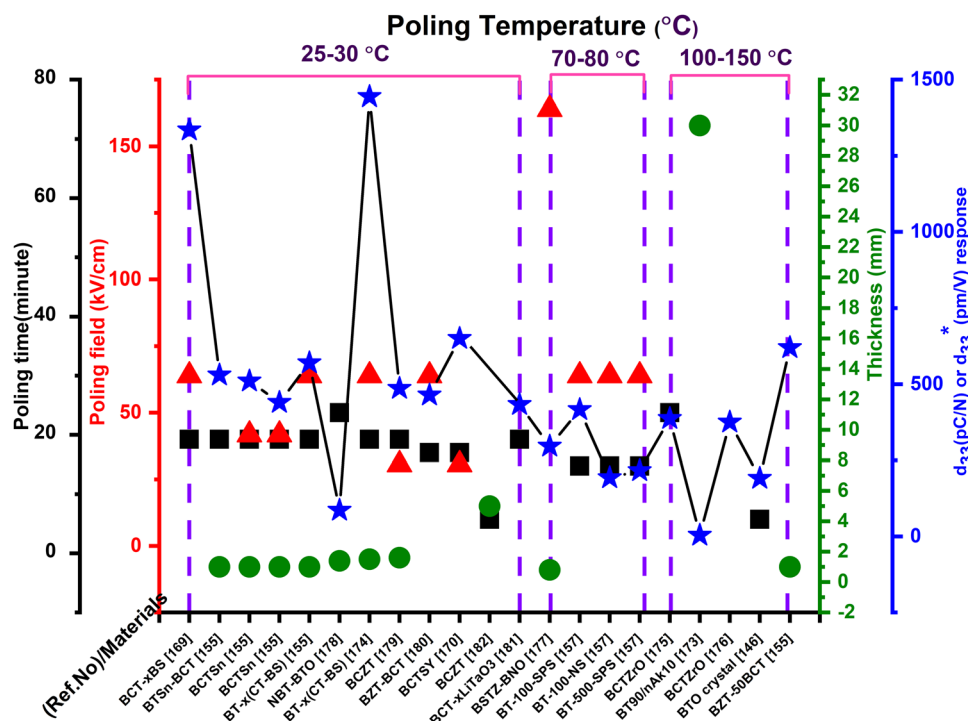 Poling Temperature (°C)
25-30 °C
70-80 °C
100-150 °C
Poling time(minute)
80
60
40
20
0
Poling field (kV/cm)
150
100
50
0
Thickness (mm)
32
30
28
26
24
22
20
18
16
14
12
10
8
6
4
2
0
-2
d33(pC/N) or d33* (pm/V) response
1500
1000
500
0
(Ref.No)/Materials
BCT-xBS [169]
BTSn-BCT [155]
BCTSn [155]
BCTSn [155]
BT-x(CT-BS) [155]
NBT-BTO [178]
BT-x(CT-BS) [174]
BCZT [179]
BZT-BCT [180]
BCTSY [170]
BCZT [182]
BCT-xLiTaO3 [181]
BSTZ-BNO [177]
BT-100-SPS [157]
BT-100-NS [157]
BT-500-SPS [157]
BCTZrO [175]
BT90/nAk10 [173]
BCTZrO [176]
BTO crystal [146]
BZT-50BCT [155]